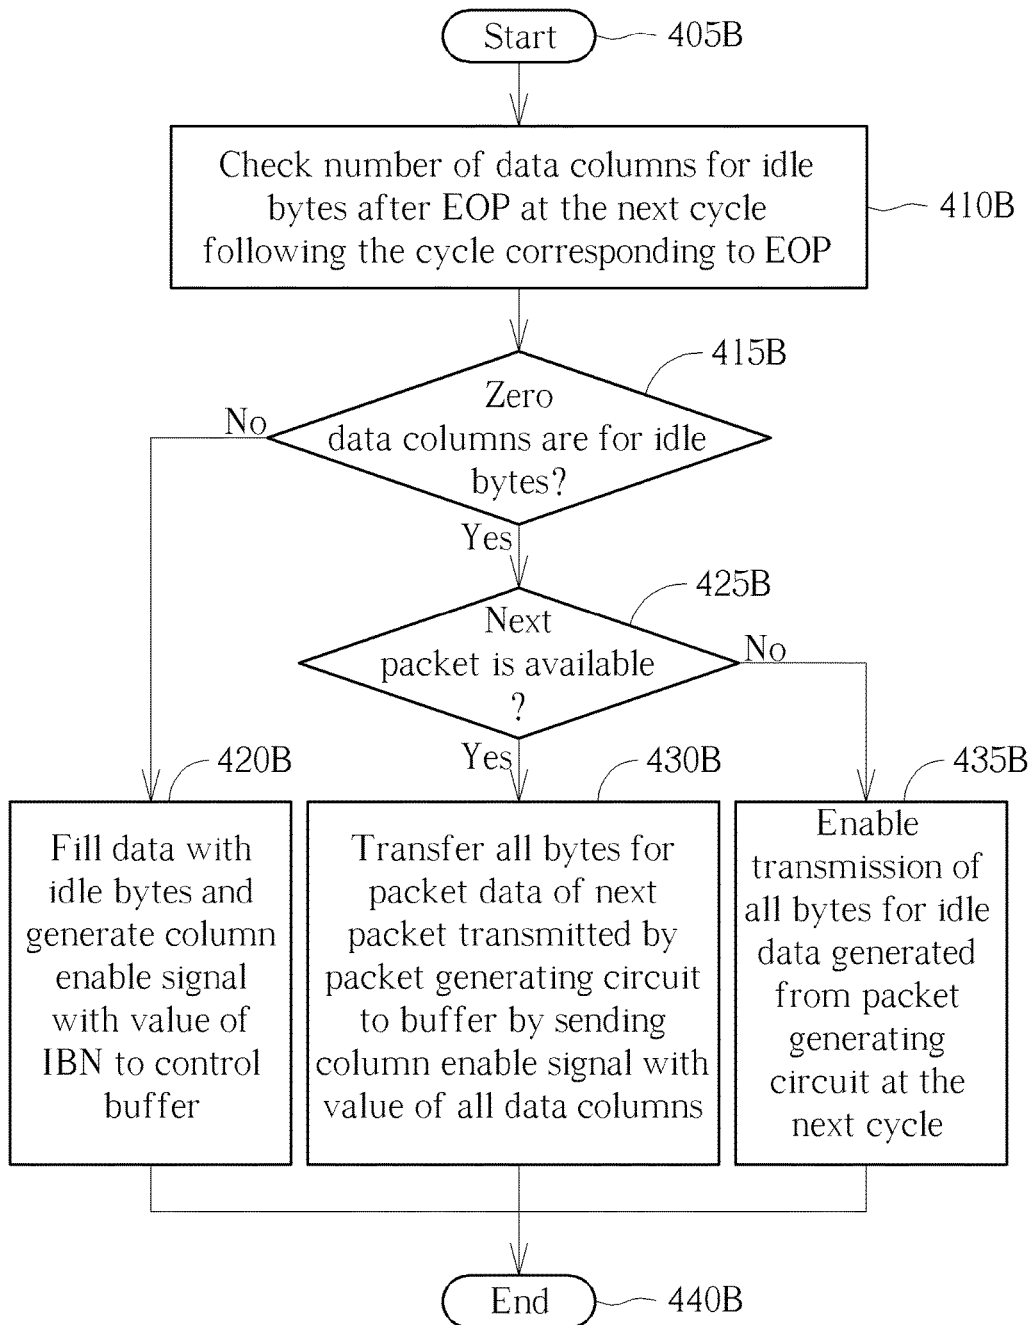 Start
405B
Check number of data columns for idle
bytes after EOP at the next cycle
following the cycle corresponding to EOP
410B
415B
Zero
data columns are for idle
bytes?
No
Yes
425B
Next
packet is available
?
No
Yes
420B
430B
435B
Fill data with
idle bytes and
generate column
enable signal
with value of
IBN to control
buffer
Transfer all bytes for
packet data of next
packet transmitted by
packet generating circuit
to buffer by sending
column enable signal with
value of all data columns
Enable
transmission of
all bytes for idle
data generated
from packet
generating
circuit at the
next cycle
End
440B